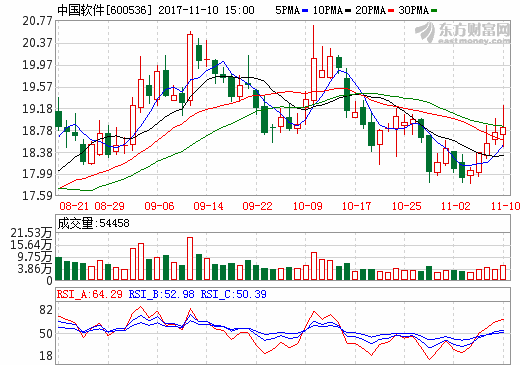 中国软件[600536] 2017-11-10 15:00 5PMA 10PMA 20PMA 30PMA
东方财富网
eastmoney.com
20.77
20.37
19.97
19.57
19.18
18.78
18.38
17.99
17.59
08-21 08-29 09-06 09-14 09-22 10-09 10-17 10-25 11-02 11-10
成交量:54458
21.53万
15.64万
9.75万
3.86万
0
RSI_A:64.29 RSI_B:52.98 RSI_C:50.39
82
50
18